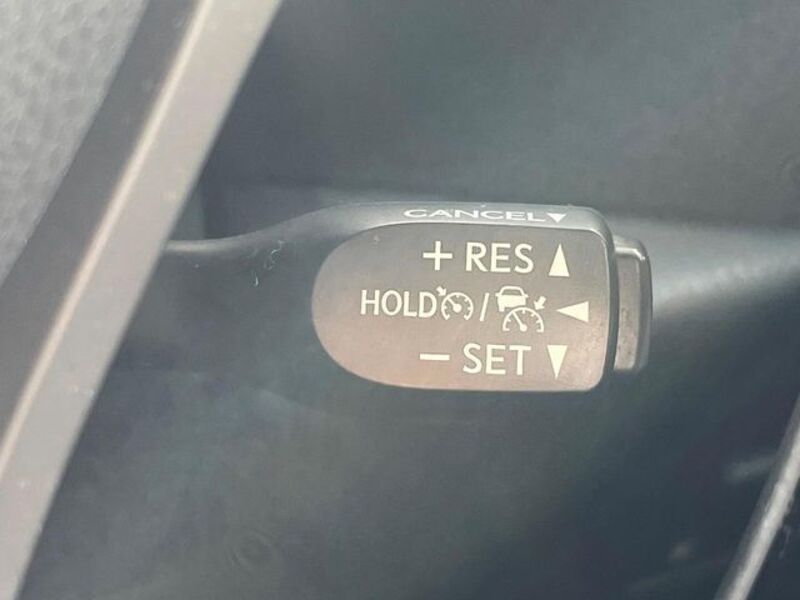 CANCEL▼
+ RES ▲
HOLD / ◀
− SET ▼